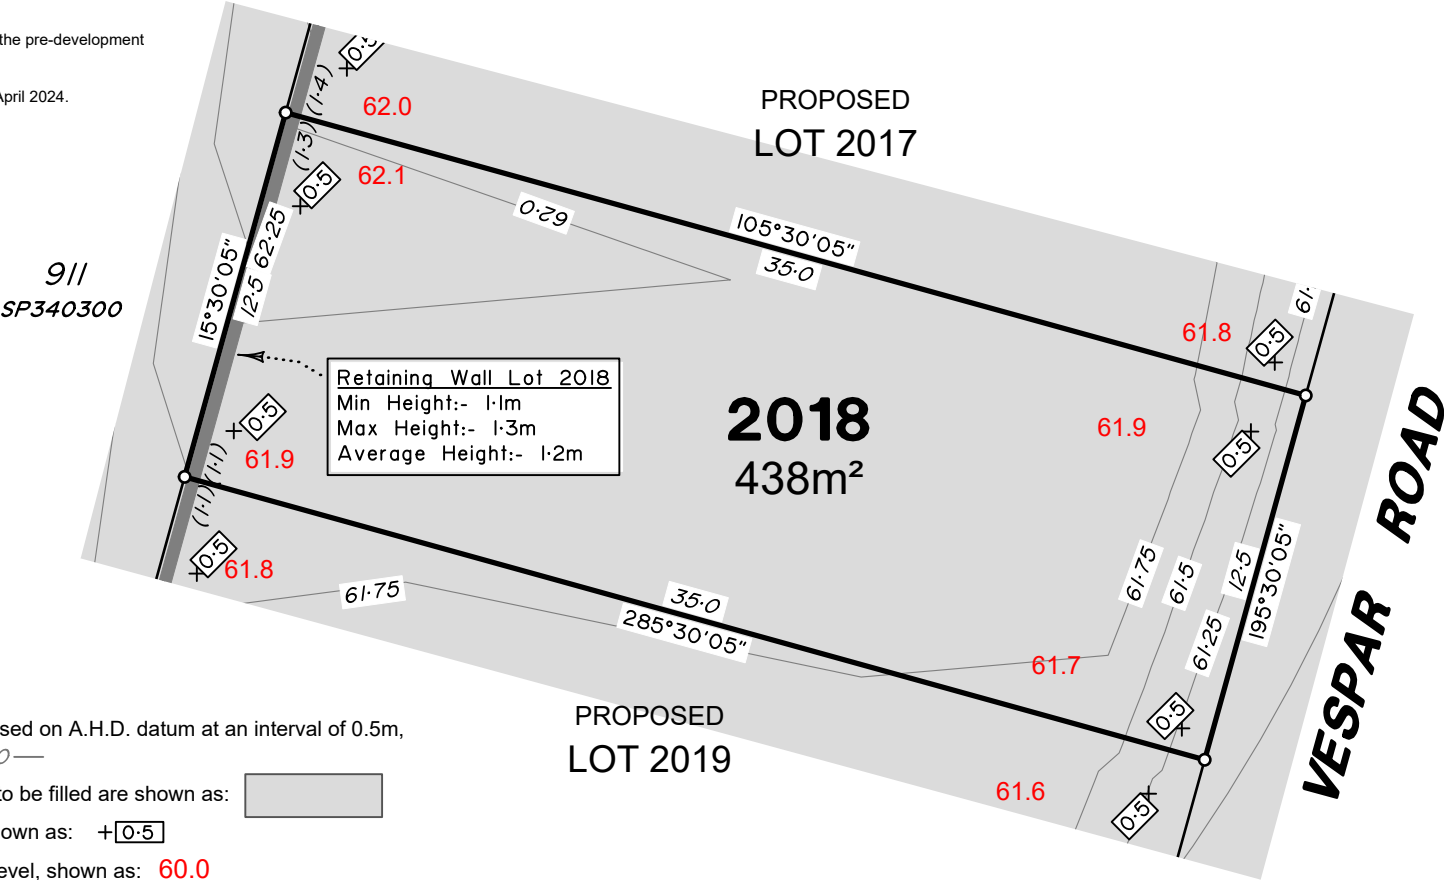 the pre-development
April 2024.
PROPOSED
LOT 2017
0·5
(1·4)
62.0
(1·3)
62.1
0·5
62·0
105°30'05"
35·0
911
SP340300
15°30'05"
12·5
62·25
61.8
0·5
Retaining Wall Lot 2018
Min Height:- 1·1m
Max Height:- 1·3m
Average Height:- 1·2m
2018
438m²
61.9
0·5
0·5
61.9
(1·1)
(1·1)
0·5
61.8
61·75
35·0
285°30'05"
61·75
61·5
61·25
12·5
195°30'05"
VESPAR ROAD
61.7
0·5
PROPOSED
LOT 2019
61.6
0·5
sed on A.H.D. datum at an interval of 0.5m,
to be filled are shown as:
own as: +0·5
evel, shown as: 60.0